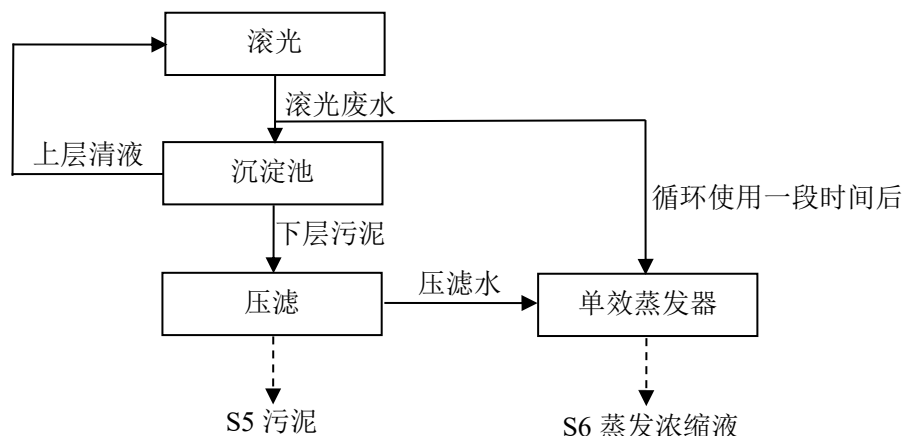 滚光
滚光废水
上层清液
沉淀池
循环使用一段时间后
下层污泥
压滤
压滤水
单效蒸发器
S5 污泥
S6 蒸发浓缩液